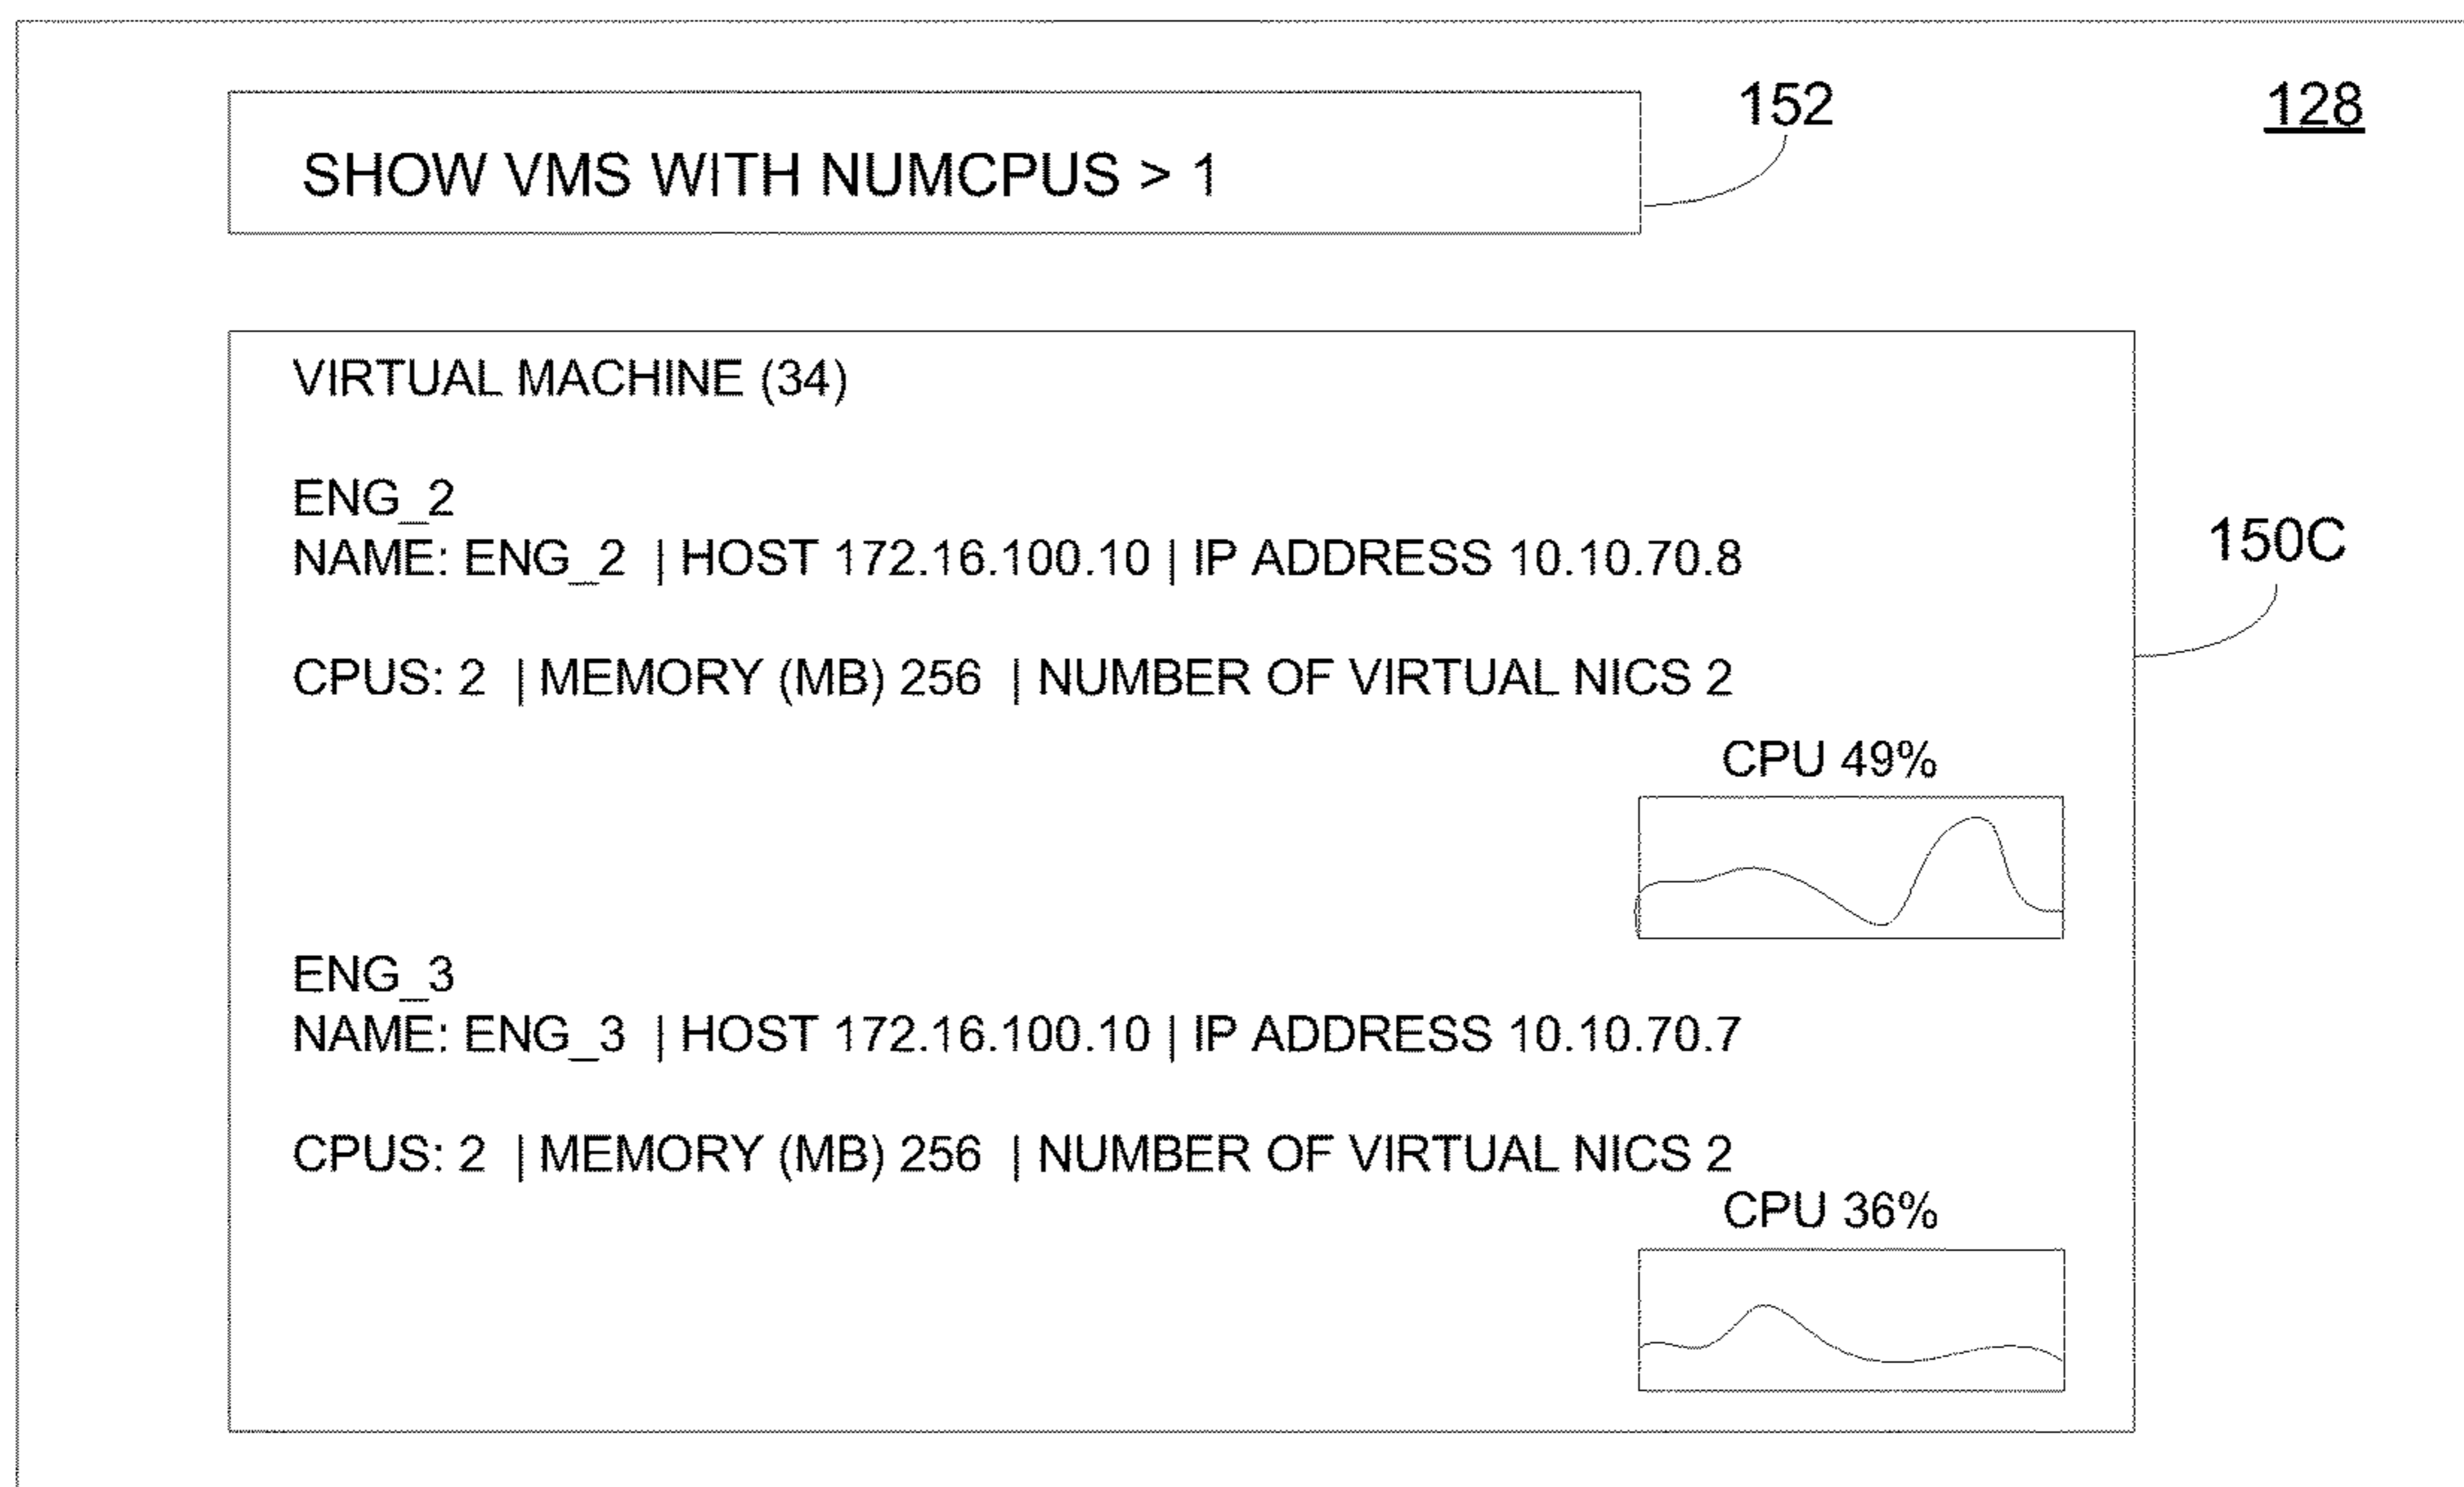 SHOW VMS WITH NUMCPUS > 1
152
128
VIRTUAL MACHINE (34)
ENG_2
NAME: ENG_2 | HOST 172.16.100.10 | IP ADDRESS 10.10.70.8
150C
CPUS: 2 | MEMORY (MB) 256 | NUMBER OF VIRTUAL NICS 2
CPU 49%
ENG_3
NAME: ENG_3 | HOST 172.16.100.10 | IP ADDRESS 10.10.70.7
CPUS: 2 | MEMORY (MB) 256 | NUMBER OF VIRTUAL NICS 2
CPU 36%